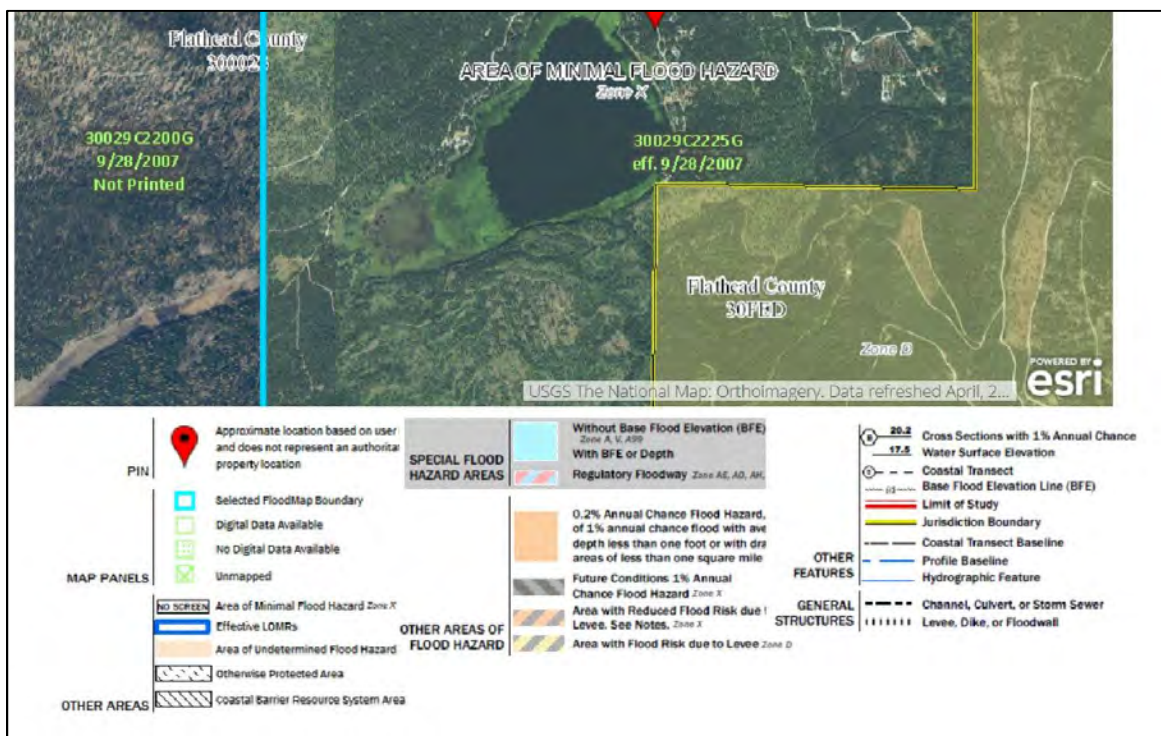 Flathead County
30002
AREA OF MINIMAL FLOOD HAZARD
Zone X
30029C2200G
9/28/2007
Not Printed
30029C2225G
eff. 9/28/2007
Flathead County
30FED
Zone D
USGS The National Map: Orthoimagery. Data refreshed April, 2...
POWERED BY
esri
PIN
Approximate location based on user
and does not represent an authoritat
property location
MAP PANELS
Selected FloodMap Boundary
Digital Data Available
No Digital Data Available
Unmapped
OTHER AREAS
NO SCREEN Area of Minimal Flood Hazard Zone X
Effective LOMRs
Area of Undetermined Flood Hazard
Otherwise Protected Area
Coastal Barrier Resource System Area
SPECIAL FLOOD
HAZARD AREAS
Without Base Flood Elevation (BFE)
Zone A, V, A99
With BFE or Depth
Regulatory Floodway Zone AE, AO, AH,
OTHER AREAS OF
FLOOD HAZARD
0.2% Annual Chance Flood Hazard,
of 1% annual chance flood with ave
depth less than one foot or with dra
areas of less than one square mile
Future Conditions 1% Annual
Chance Flood Hazard Zone X
Area with Reduced Flood Risk due
Levee. See Notes. Zone X
Area with Flood Risk due to Levee Zone D
OTHER
FEATURES
20.2 Cross Sections with 1% Annual Chance
17.5 Water Surface Elevation
Coastal Transect
Base Flood Elevation Line (BFE)
Limit of Study
Jurisdiction Boundary
Coastal Transect Baseline
Profile Baseline
Hydrographic Feature
GENERAL
STRUCTURES
Channel, Culvert, or Storm Sewer
Levee, Dike, or Floodwall